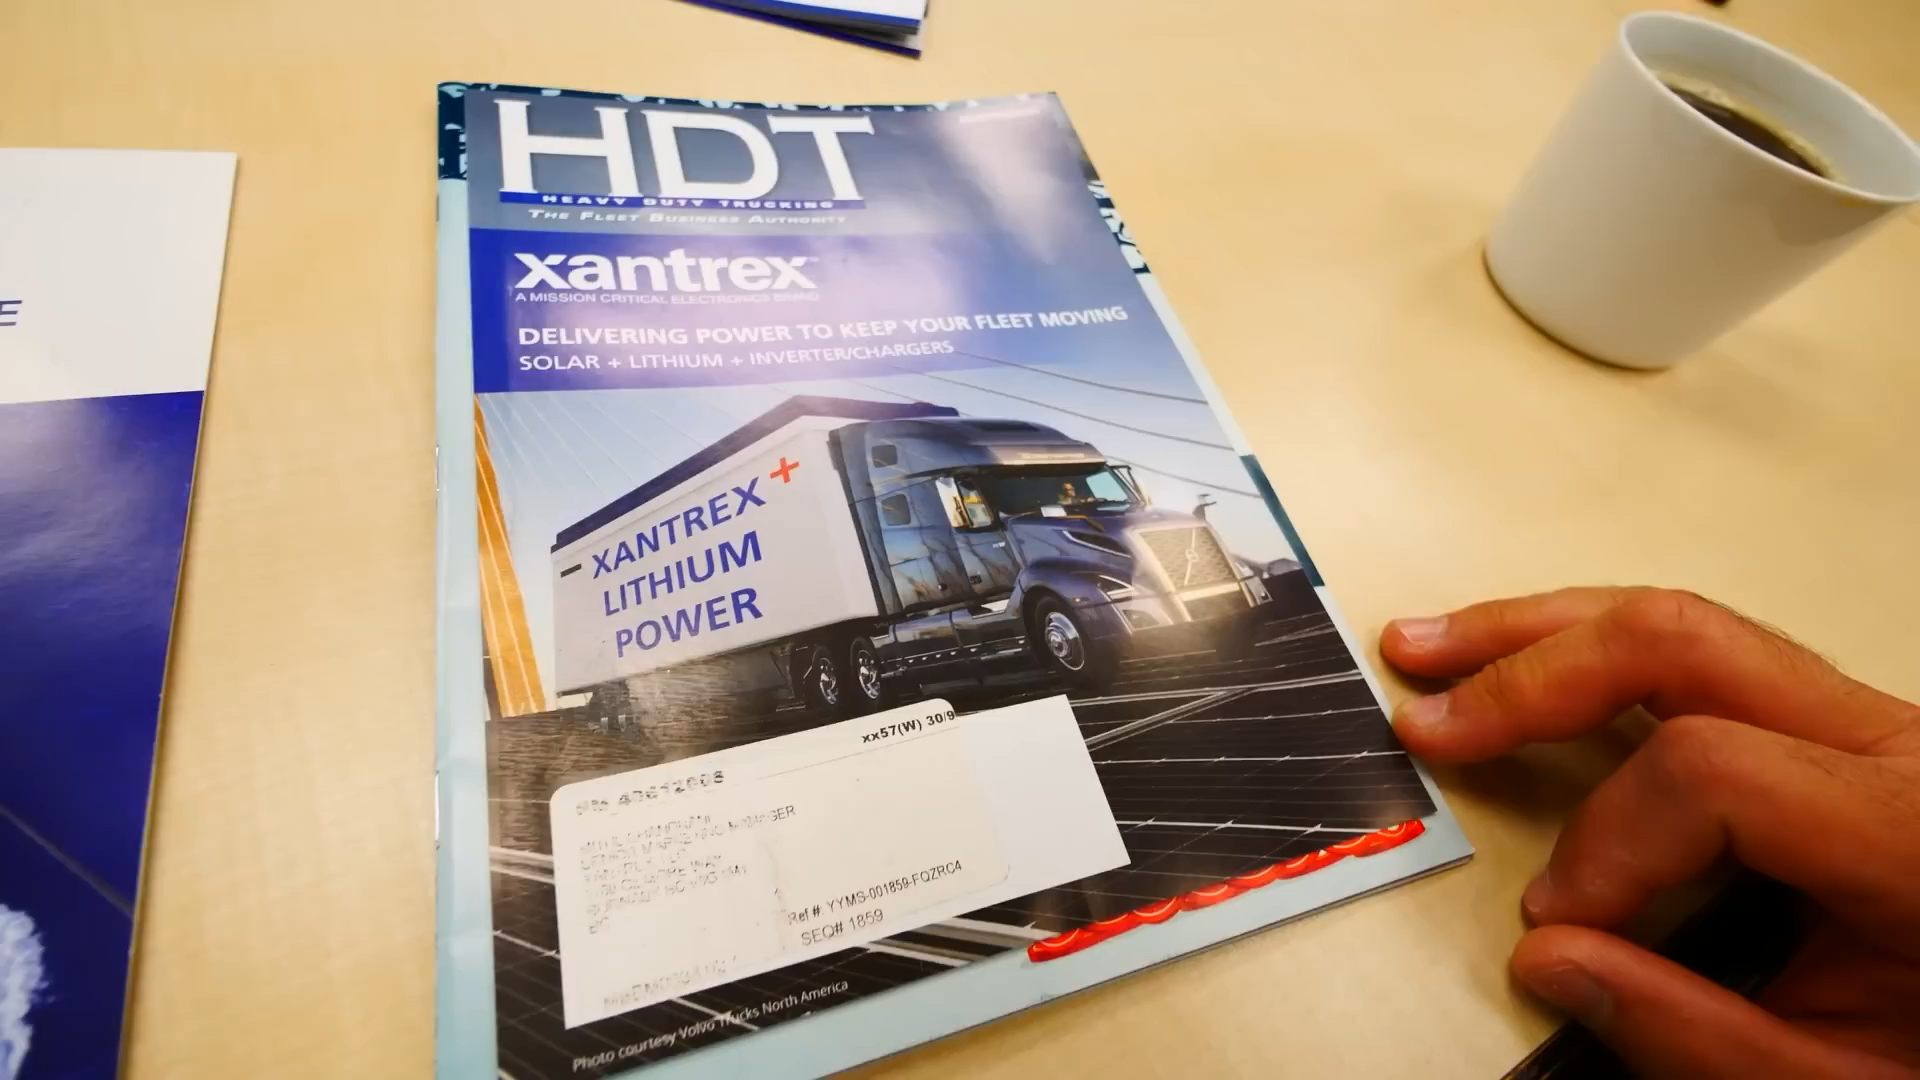 HDT
HEAVY DUTY TRUCKING
THE FLEET BUSINESS AUTHORITY
xantrex
A MISSION CRITICAL ELECTRONICS BRAND
DELIVERING POWER TO KEEP YOUR FLEET MOVING
SOLAR + LITHIUM + INVERTER/CHARGERS
+
- XANTREX
LITHIUM
POWER
xx57(W) 30/9
Ref #: YYMS-001859-FQZRC4
SEQ# 1859
Photo courtesy Volvo Trucks North America
E